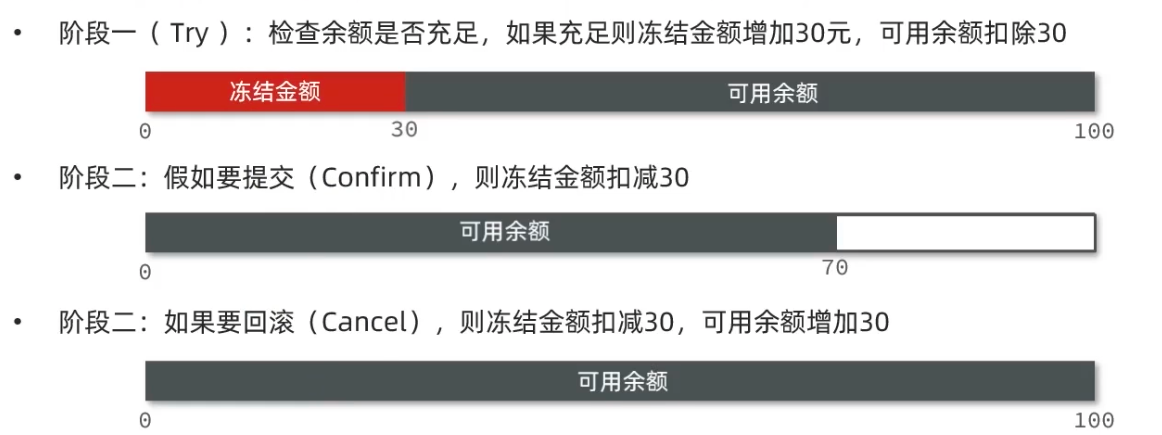 • 阶段一（ Try ）：检查余额是否充足，如果充足则冻结金额增加30元，可用余额扣除30
冻结金额 可用余额
0 30 100
• 阶段二：假如要提交（Confirm），则冻结金额扣减30
可用余额
0 70
• 阶段二：如果要回滚（Cancel），则冻结金额扣减30，可用余额增加30
可用余额
0 100